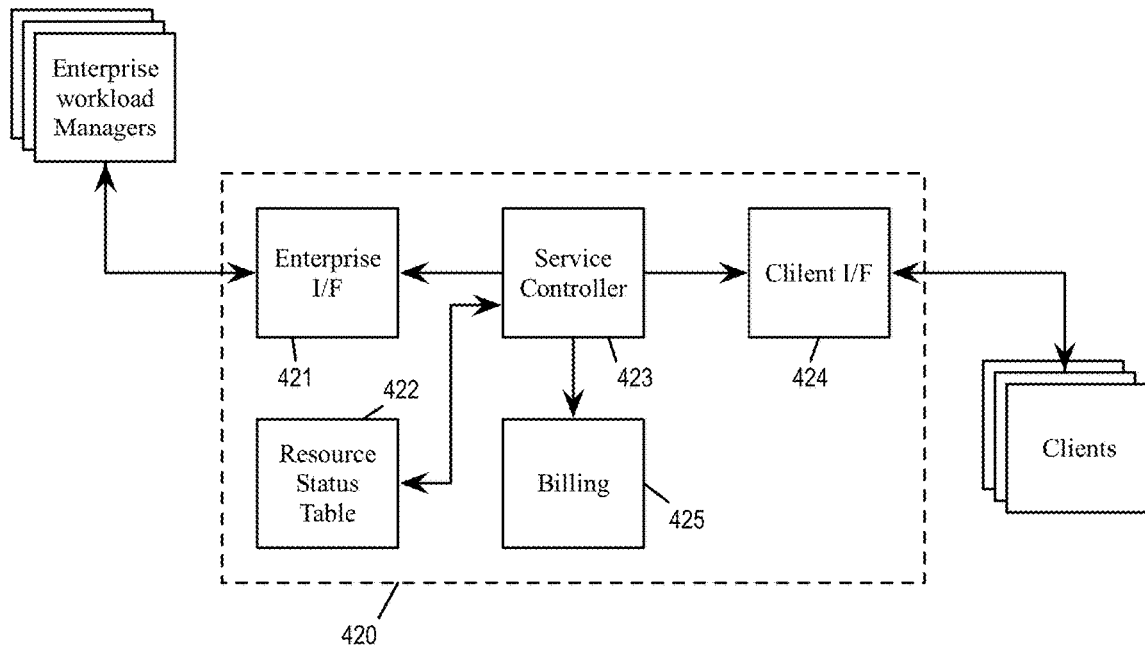 Enterprise
workload
Managers
Enterprise
I/F
Service
Controller
Clilent I/F
421
422
423
424
Resource
Status
Table
Billing
425
Clients
420